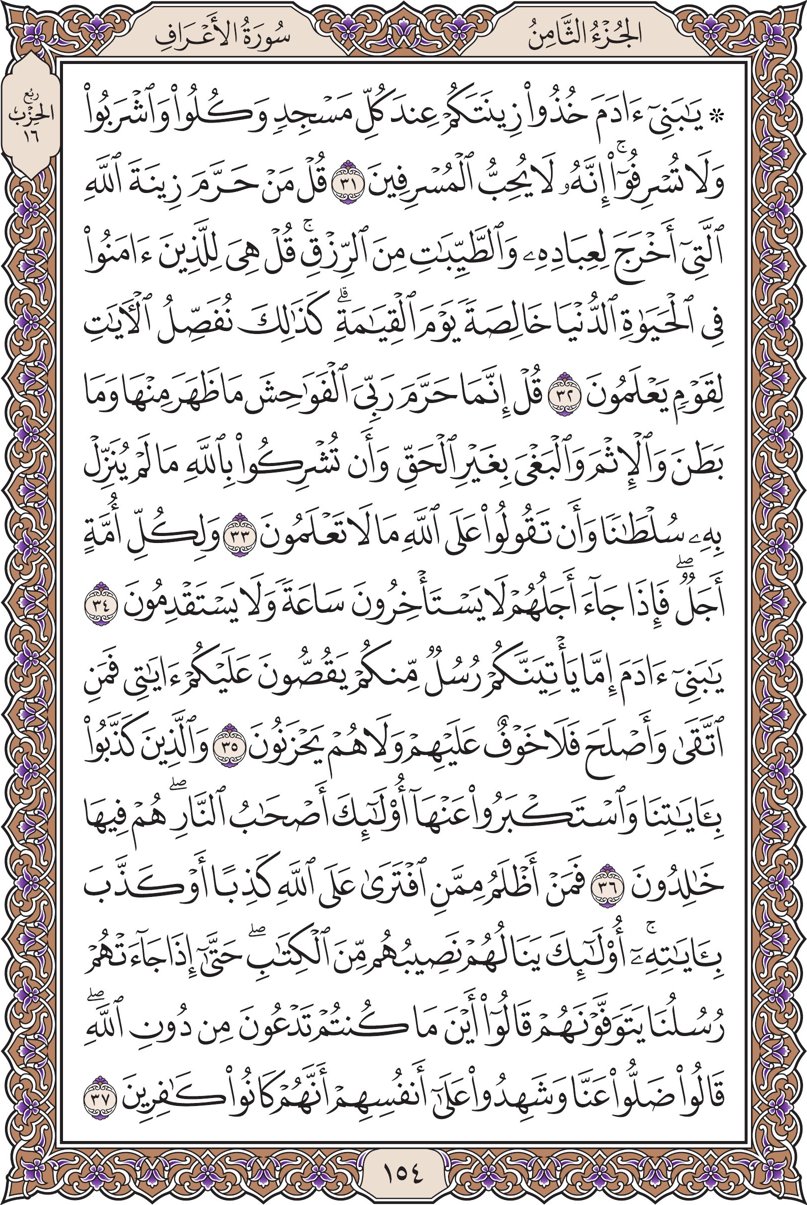 الجُزْءُ الثَّامِنُ
سُورَةُ الأَعْرَافِ
رُبُع
الحِزْبِ
١٦
۞ يَٰبَنِيٓ ءَادَمَ خُذُواْ زِينَتَكُمۡ عِندَ كُلِّ مَسۡجِدٖ وَكُلُواْ وَٱشۡرَبُواْ
وَلَا تُسۡرِفُوٓاْۚ إِنَّهُۥ لَا يُحِبُّ ٱلۡمُسۡرِفِينَ ٣١ قُلۡ مَنۡ حَرَّمَ زِينَةَ ٱللَّهِ
ٱلَّتِيٓ أَخۡرَجَ لِعِبَادِهِۦ وَٱلطَّيِّبَٰتِ مِنَ ٱلرِّزۡقِۚ قُلۡ هِيَ لِلَّذِينَ ءَامَنُواْ
فِي ٱلۡحَيَوٰةِ ٱلدُّنۡيَا خَالِصَةٗ يَوۡمَ ٱلۡقِيَٰمَةِۗ كَذَٰلِكَ نُفَصِّلُ ٱلۡأٓيَٰتِ
لِقَوۡمٖ يَعۡلَمُونَ ٣٢ قُلۡ إِنَّمَا حَرَّمَ رَبِّيَ ٱلۡفَوَٰحِشَ مَا ظَهَرَ مِنۡهَا وَمَا
بَطَنَ وَٱلۡإِثۡمَ وَٱلۡبَغۡيَ بِغَيۡرِ ٱلۡحَقِّ وَأَن تُشۡرِكُواْ بِٱللَّهِ مَا لَمۡ يُنَزِّلۡ
بِهِۦ سُلۡطَٰنٗا وَأَن تَقُولُواْ عَلَى ٱللَّهِ مَا لَا تَعۡلَمُونَ ٣٣ وَلِكُلِّ أُمَّةٍ
أَجَلٞۖ فَإِذَا جَآءَ أَجَلُهُمۡ لَا يَسۡتَأۡخِرُونَ سَاعَةٗ وَلَا يَسۡتَقۡدِمُونَ ٣٤
يَٰبَنِيٓ ءَادَمَ إِمَّا يَأۡتِيَنَّكُمۡ رُسُلٞ مِّنكُمۡ يَقُصُّونَ عَلَيۡكُمۡ ءَايَٰتِي فَمَنِ
ٱتَّقَىٰ وَأَصۡلَحَ فَلَا خَوۡفٌ عَلَيۡهِمۡ وَلَا هُمۡ يَحۡزَنُونَ ٣٥ وَٱلَّذِينَ كَذَّبُواْ
بِـَٔايَٰتِنَا وَٱسۡتَكۡبَرُواْ عَنۡهَآ أُوْلَٰٓئِكَ أَصۡحَٰبُ ٱلنَّارِۖ هُمۡ فِيهَا
خَٰلِدُونَ ٣٦ فَمَنۡ أَظۡلَمُ مِمَّنِ ٱفۡتَرَىٰ عَلَى ٱللَّهِ كَذِبًا أَوۡ كَذَّبَ
بِـَٔايَٰتِهِۦٓۚ أُوْلَٰٓئِكَ يَنَالُهُمۡ نَصِيبُهُم مِّنَ ٱلۡكِتَٰبِۖ حَتَّىٰٓ إِذَا جَآءَتۡهُمۡ
رُسُلُنَا يَتَوَفَّوۡنَهُمۡ قَالُوٓاْ أَيۡنَ مَا كُنتُمۡ تَدۡعُونَ مِن دُونِ ٱللَّهِۖ
قَالُواْ ضَلُّواْ عَنَّا وَشَهِدُواْ عَلَىٰٓ أَنفُسِهِمۡ أَنَّهُمۡ كَانُواْ كَٰفِرِينَ ٣٧
١٥٤